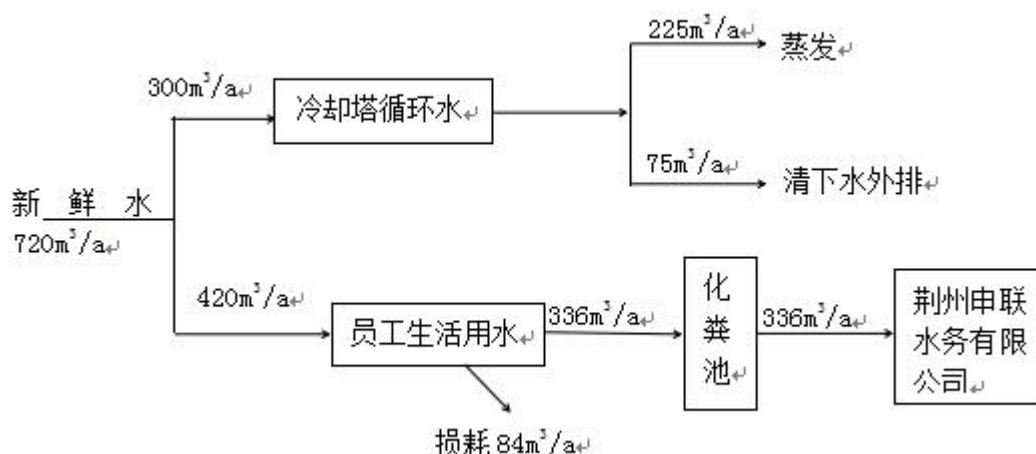 225m³/a↵
蒸发↵
300m³/a↵
冷却塔循环水↵
75m³/a↵
清下水外排↵
新 鲜 水
720m³/a↵
420m³/a↵
员工生活用水↵
336m³/a↵
化
粪
池↵
336m³/a↵
荆州申联
水务有限
公司↵
损耗 84m³/a↵